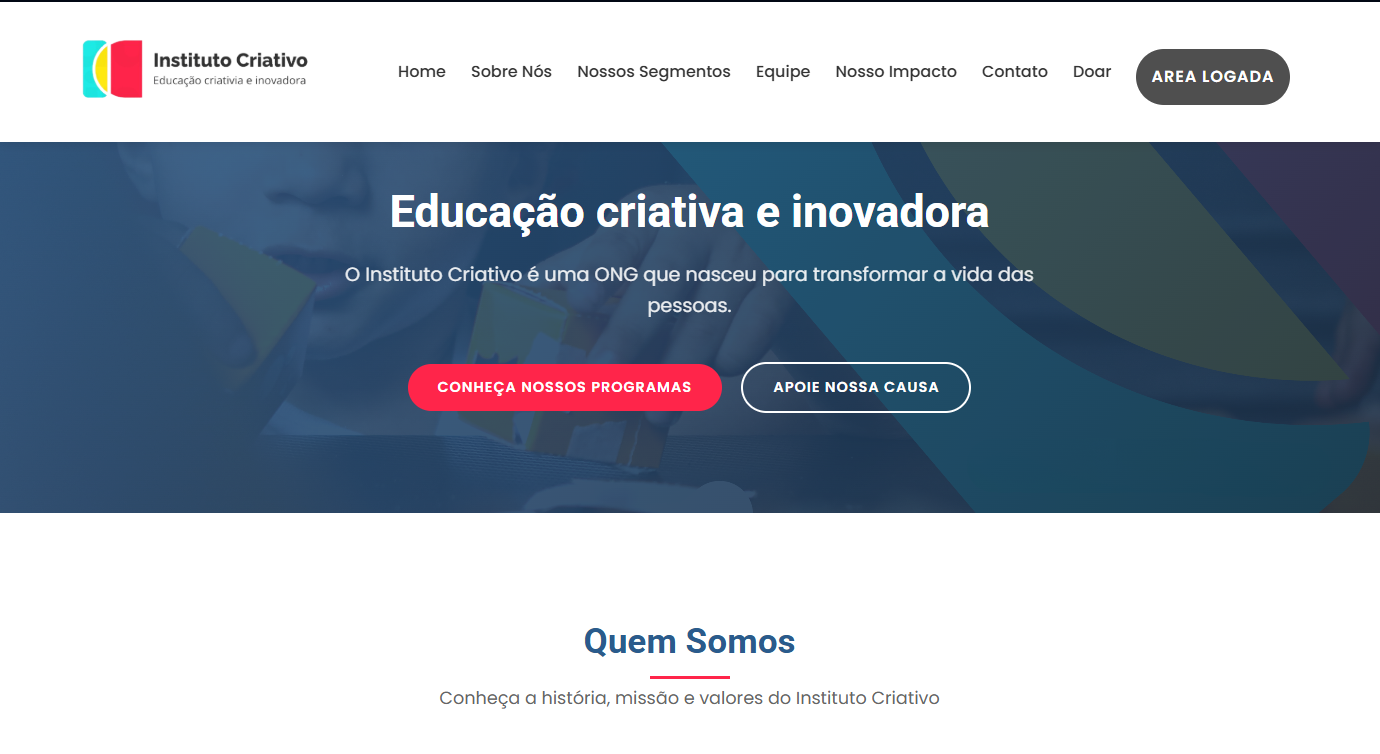 Instituto Criativo
Educação criativia e inovadora
Home Sobre Nós Nossos Segmentos Equipe Nosso Impacto Contato Doar AREA LOGADA
Educação criativa e inovadora
O Instituto Criativo é uma ONG que nasceu para transformar a vida das
pessoas.
CONHEÇA NOSSOS PROGRAMAS APOIE NOSSA CAUSA
Quem Somos
Conheça a história, missão e valores do Instituto Criativo